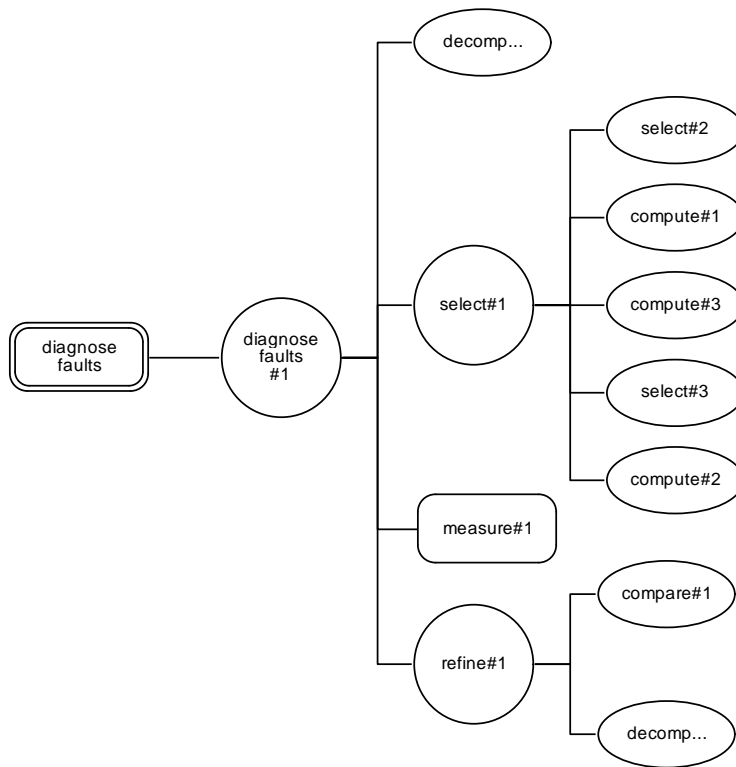 decomp...
select#2
compute#1
select#1
compute#3
diagnose
faults
diagnose
faults
#1
select#3
compute#2
measure#1
compare#1
refine#1
decomp...